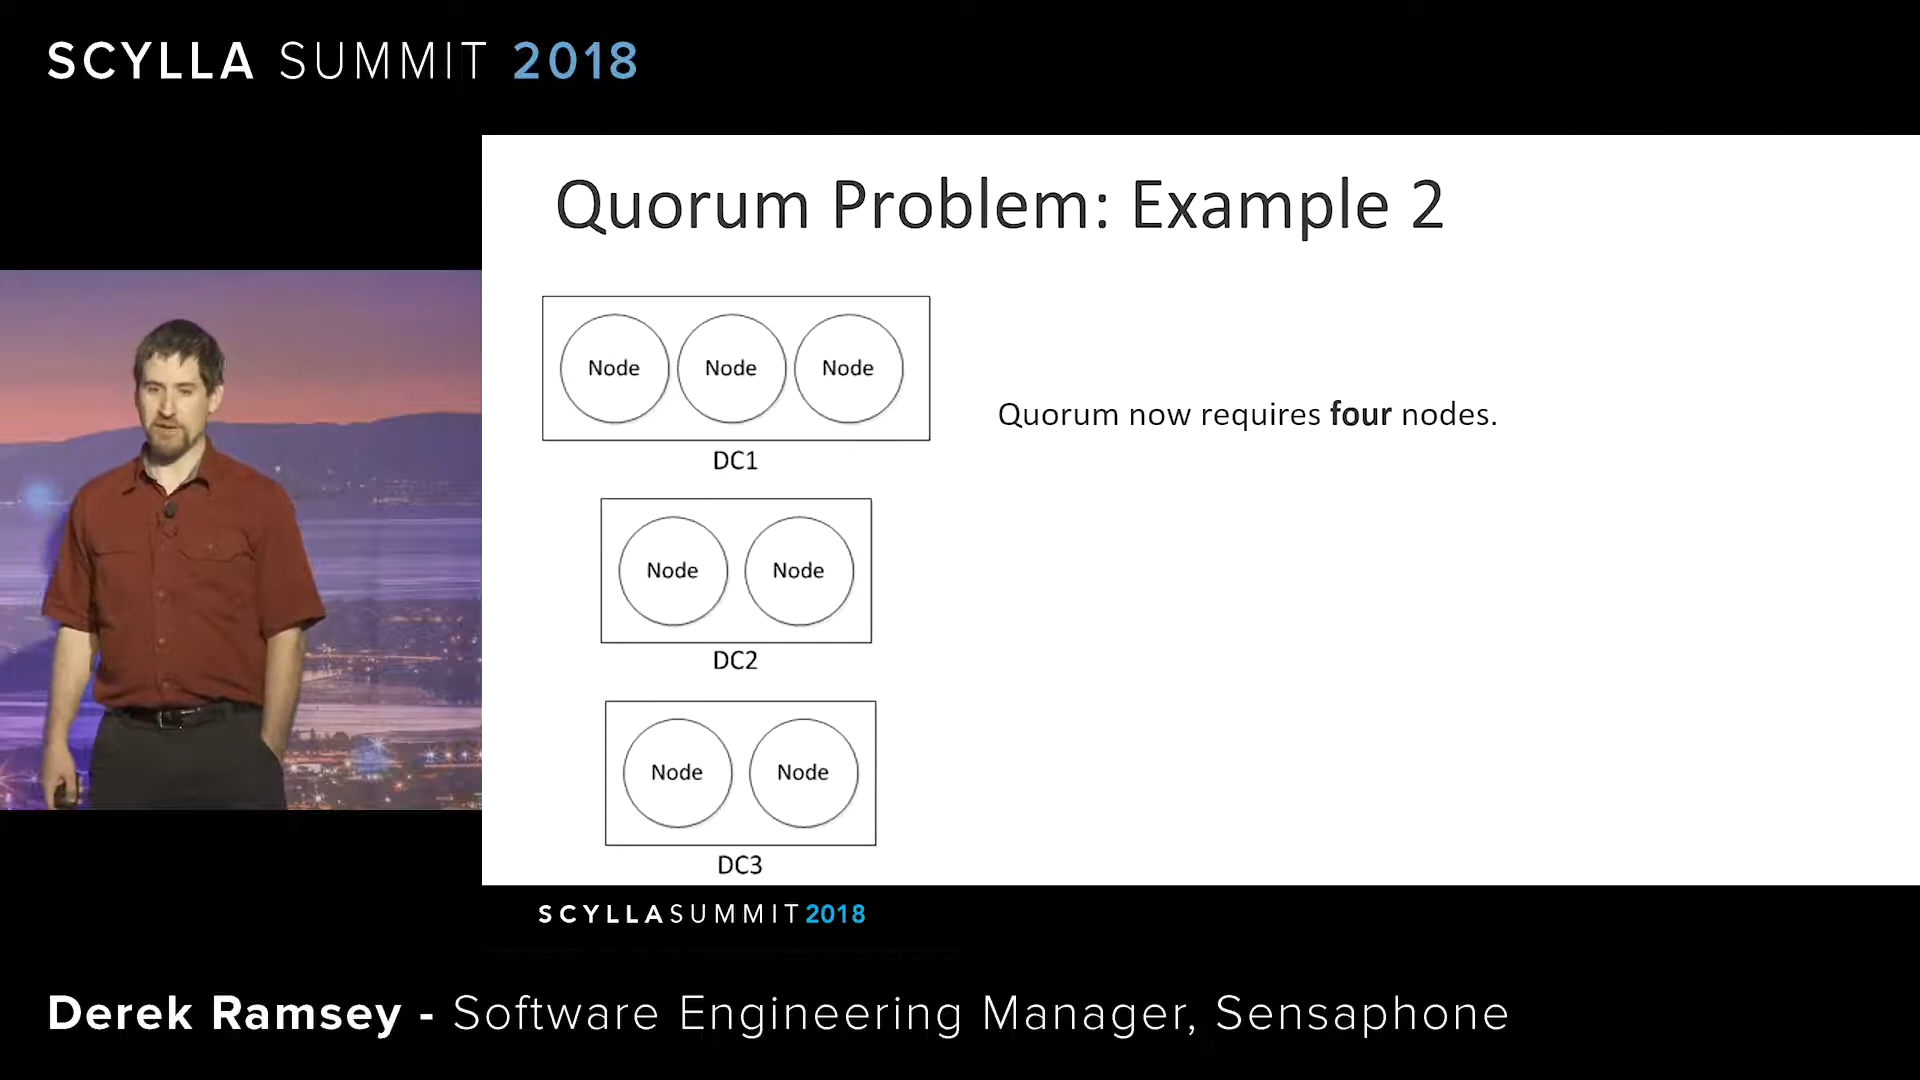 SCYLLA SUMMIT 2018
Quorum Problem: Example 2
Node Node Node
DC1
Quorum now requires four nodes.
Node Node
DC2
Node Node
DC3
SCYLLASUMMIT2018
Derek Ramsey - Software Engineering Manager, Sensaphone